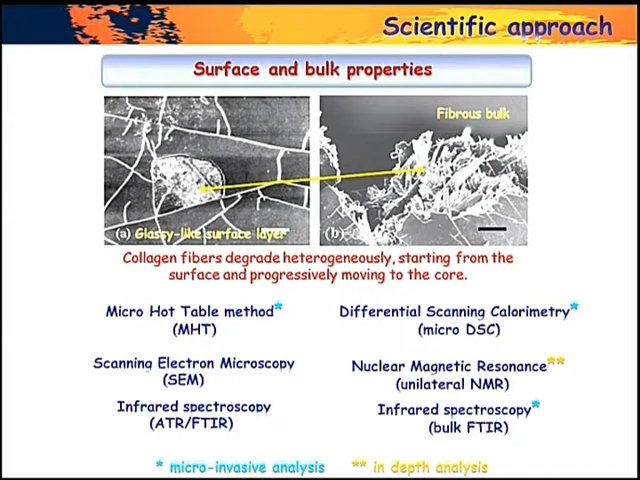 Scientific approach
Surface and bulk properties
Fibrous bulk
(a) Glassy-like surface layer
(b)
Collagen fibers degrade heterogeneously, starting from the
surface and progressively moving to the core.
Micro Hot Table method*
(MHT)
Differential Scanning Calorimetry*
(micro DSC)
Scanning Electron Microscopy
(SEM)
Nuclear Magnetic Resonance**
(unilateral NMR)
Infrared spectroscopy
(ATR/FTIR)
Infrared spectroscopy*
(bulk FTIR)
* micro-invasive analysis
** in depth analysis